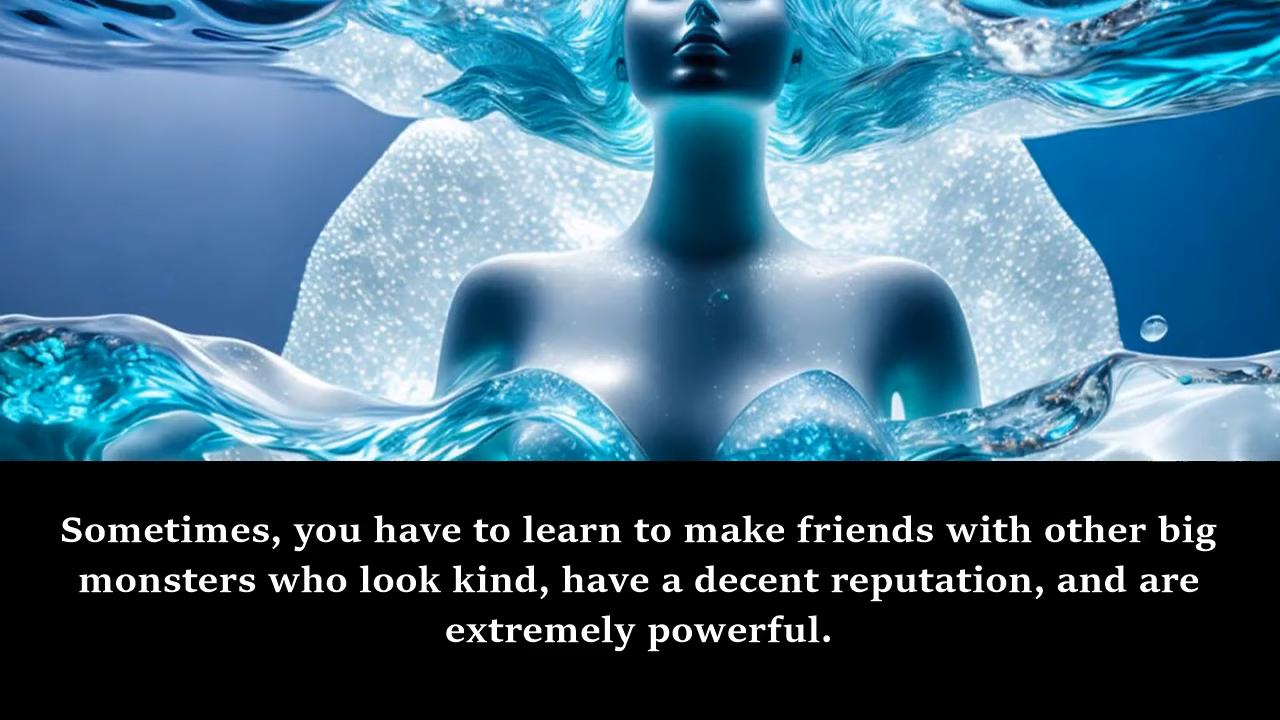 Sometimes, you have to learn to make friends with other big
monsters who look kind, have a decent reputation, and are
extremely powerful.